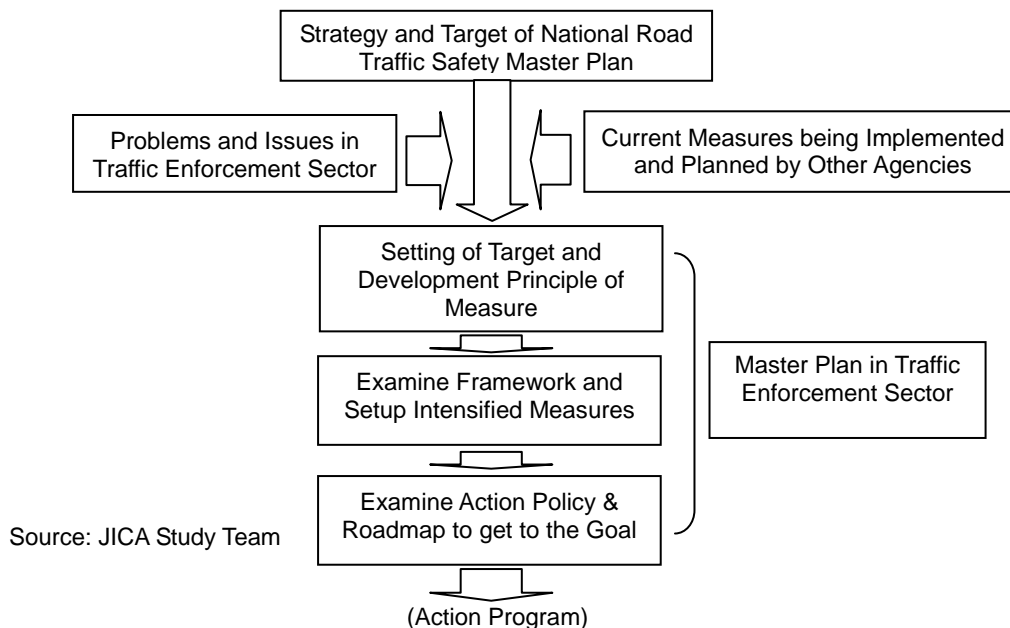 Strategy and Target of National Road
Traffic Safety Master Plan
Problems and Issues in
Traffic Enforcement Sector
Current Measures being Implemented
and Planned by Other Agencies
Setting of Target and
Development Principle of
Measure
Examine Framework and
Setup Intensified Measures
Master Plan in Traffic
Enforcement Sector
Examine Action Policy &
Roadmap to get to the Goal
Source: JICA Study Team
(Action Program)